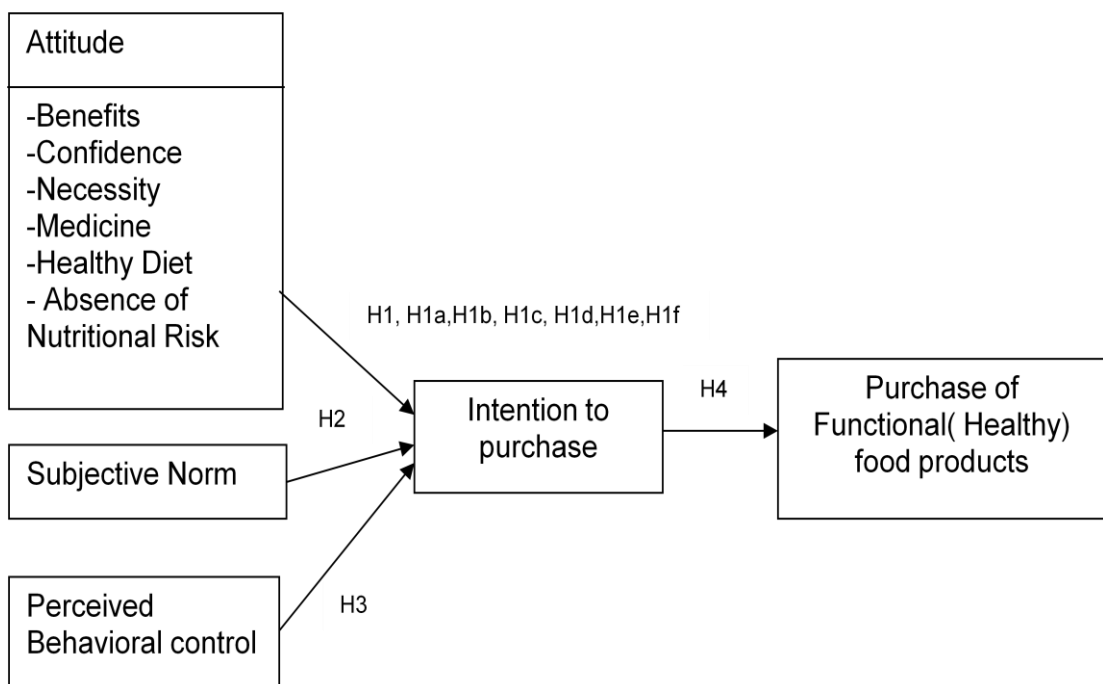 Attitude
-Benefits
-Confidence
-Necessity
-Medicine
-Healthy Diet
- Absence of
Nutritional Risk
H1, H1a,H1b, H1c, H1d,H1e,H1f
H2
Subjective Norm
H3
Perceived
Behavioral control
Intention to
purchase
H4
Purchase of
Functional( Healthy)
food products